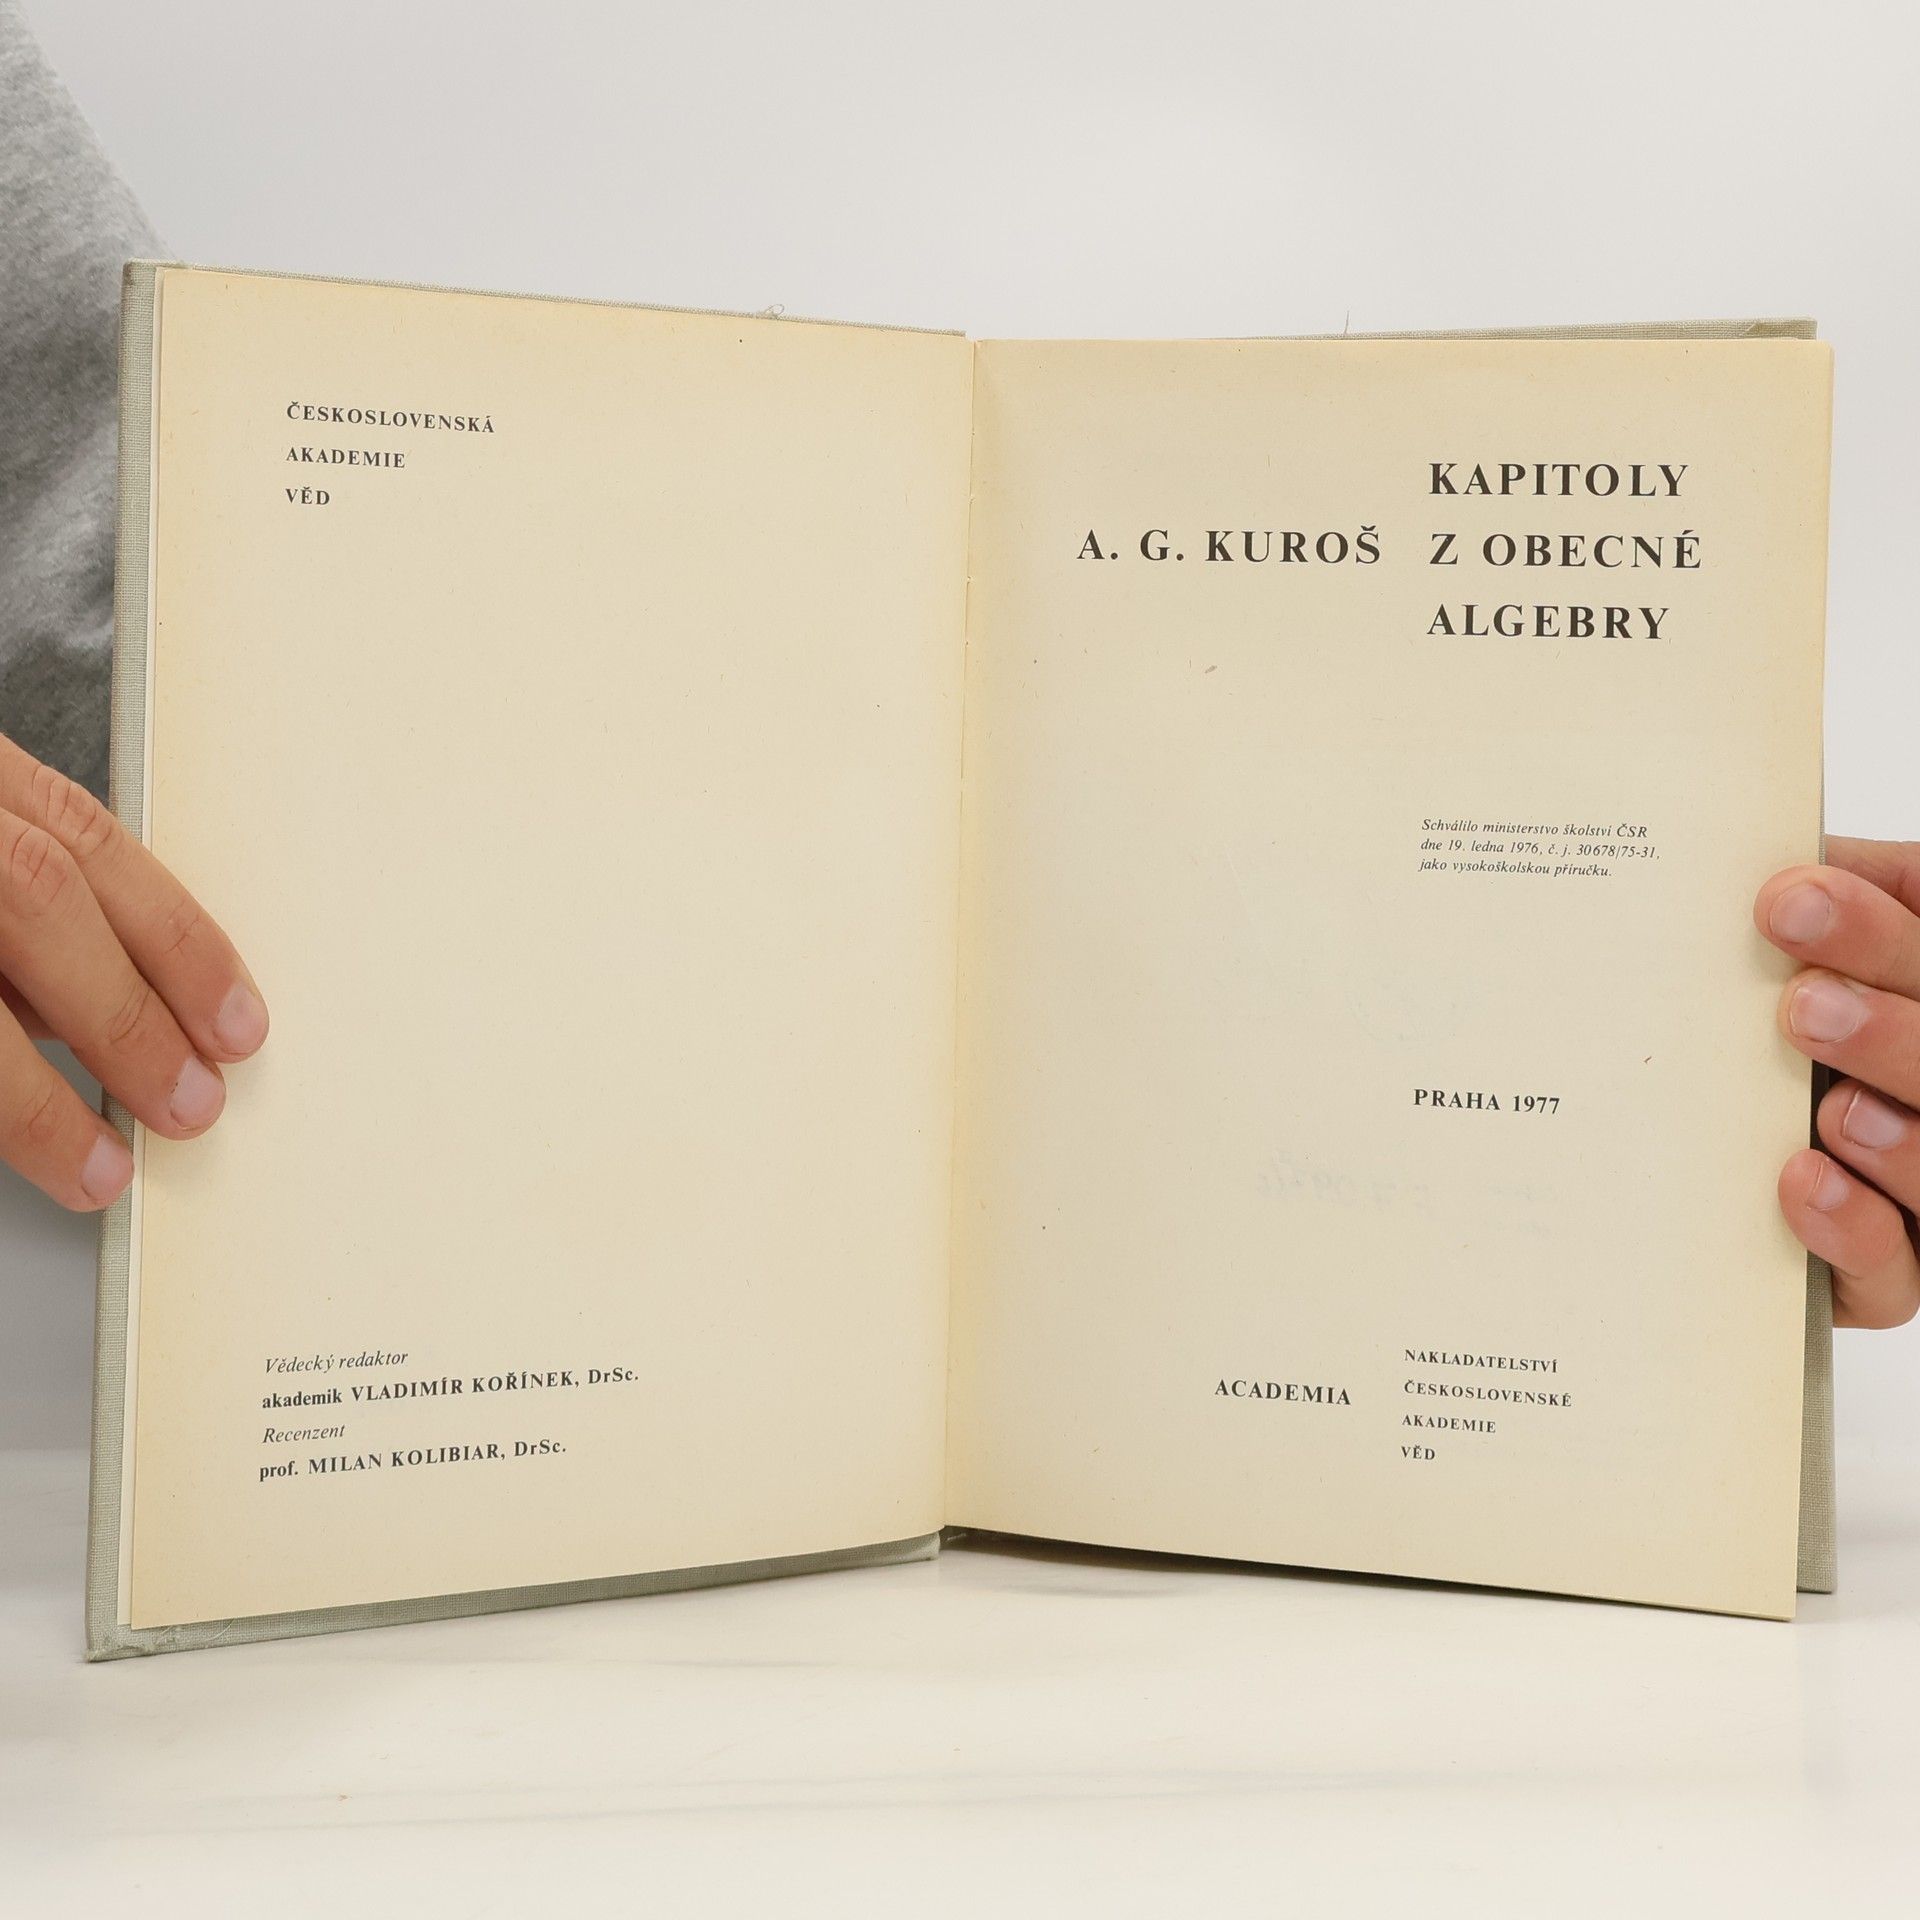 ČESKOSLOVENSKÁ
AKADEMIE
VĚD
Vědecký redaktor
akademik VLADIMÍR KOŘÍNEK, DrSc.
Recenzent
prof. MILAN KOLIBIAR, DrSc.
A. G. KUROŠ
KAPITOLY
Z OBECNÉ
ALGEBRY
Schválilo ministerstvo školství ČSR
dne 19. ledna 1976, č. j. 30678/75-31,
jako vysokoškolskou příručku.
PRAHA 1977
ACADEMIA
NAKLADATELSTVÍ
ČESKOSLOVENSKÉ
AKADEMIE
VĚD